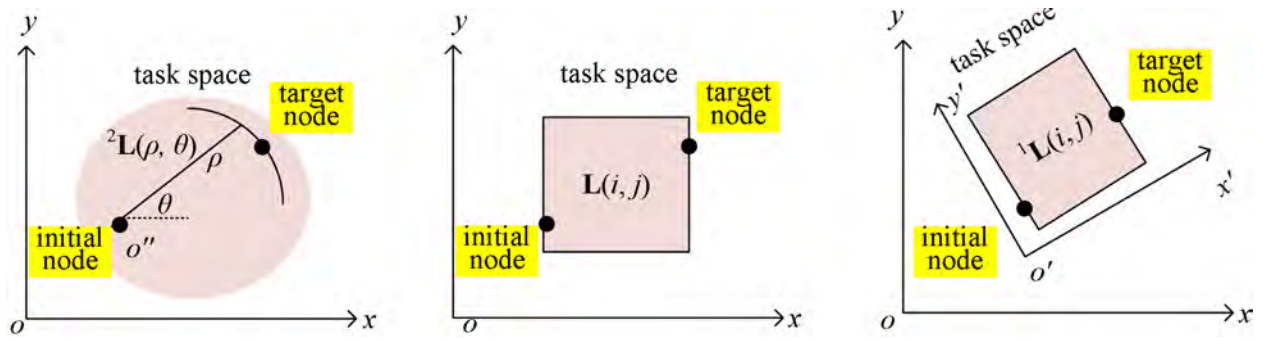 y
task space
target
node
²L(ρ, θ)
ρ
θ
initial
node
o″
o
x
y
task space
target
node
L(i, j)
initial
node
o
x
y
task space
target
node
y′
¹L(i, j)
x′
initial
node
o′
o
x